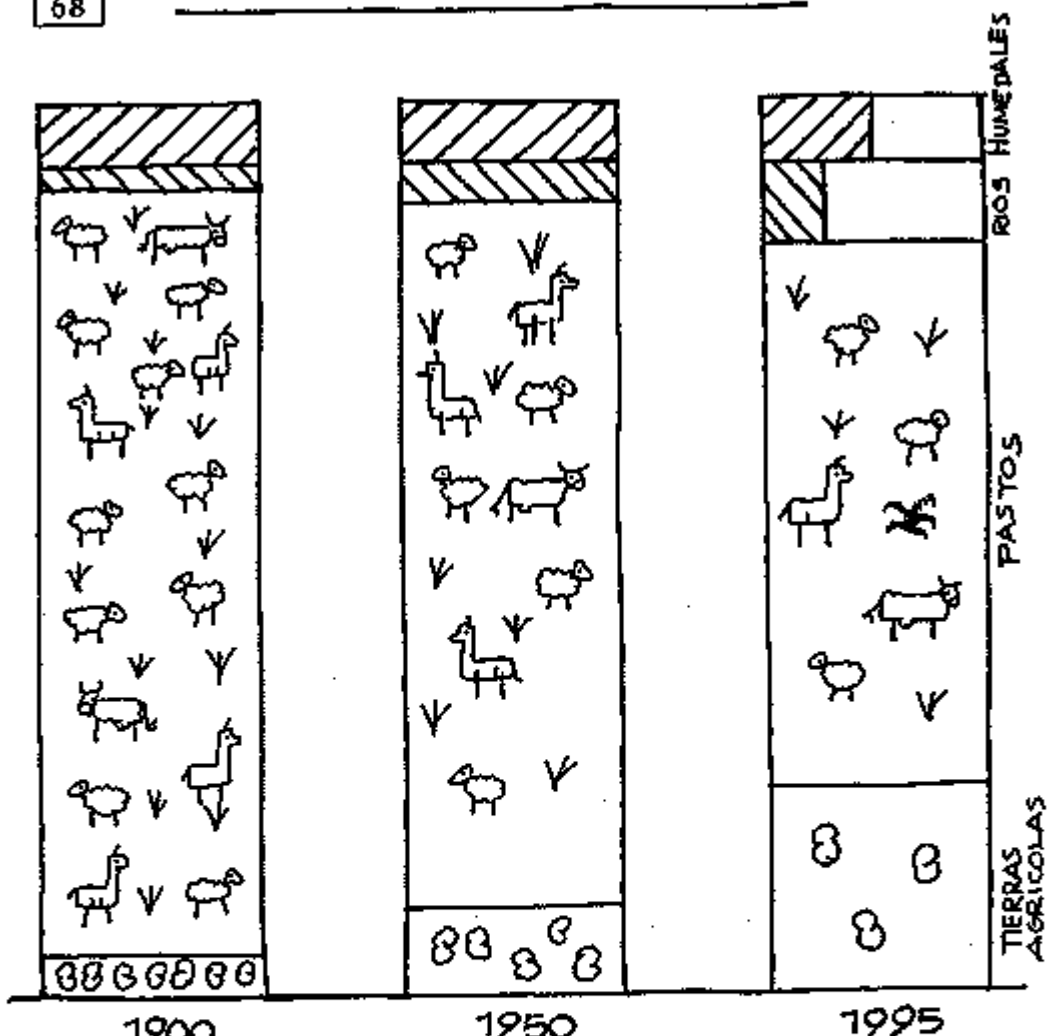 68
HUMEDALES
RIOS
PASTOS
TIERRAS
AGRICOLAS
1900
1950
1995